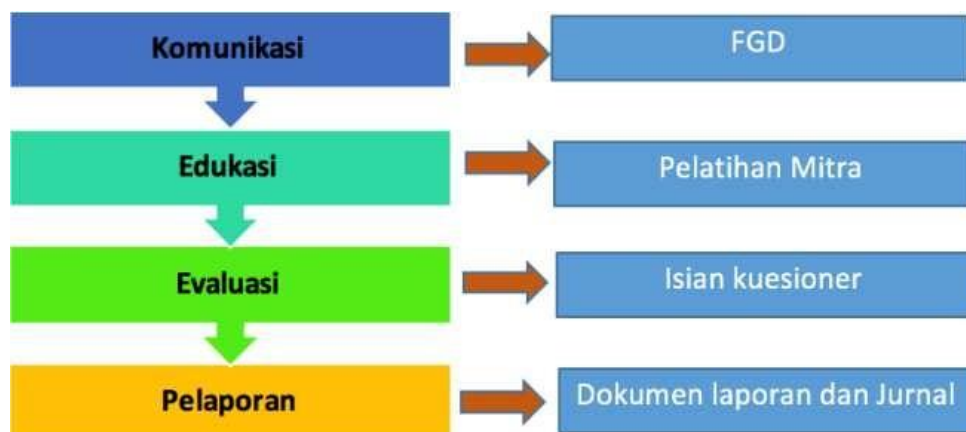 Komunikasi
FGD
Edukasi
Pelatihan Mitra
Evaluasi
Isian kuesioner
Pelaporan
Dokumen laporan dan Jurnal